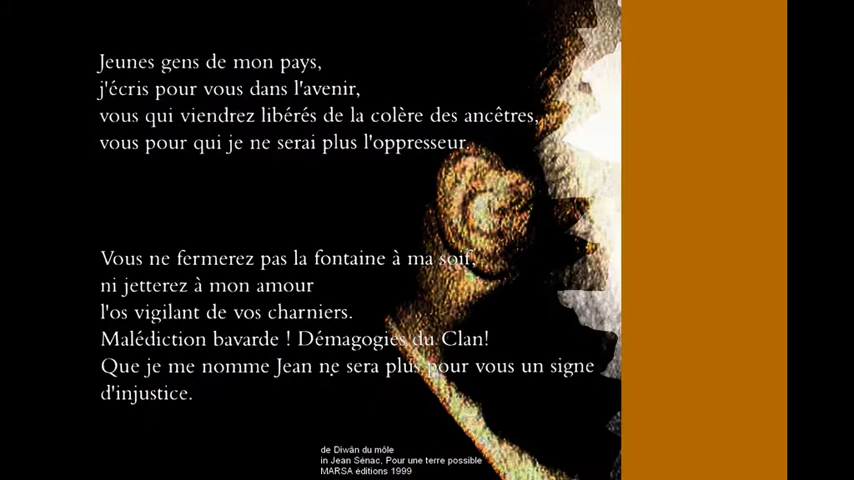 Jeunes gens de mon pays,
j'écris pour vous dans l'avenir,
vous qui viendrez libérés de la colère des ancêtres,
vous pour qui je ne serai plus l'oppresseur.
Vous ne fermerez pas la fontaine à ma soif,
ni jetterez à mon amour
l'os vigilant de vos charniers.
Malédiction bavarde ! Démagogies du Clan!
Que je me nomme Jean ne sera plus pour vous un signe
d'injustice.
de Diwân du môle
in Jean Sénac, Pour une terre possible
MARSA éditions 1999